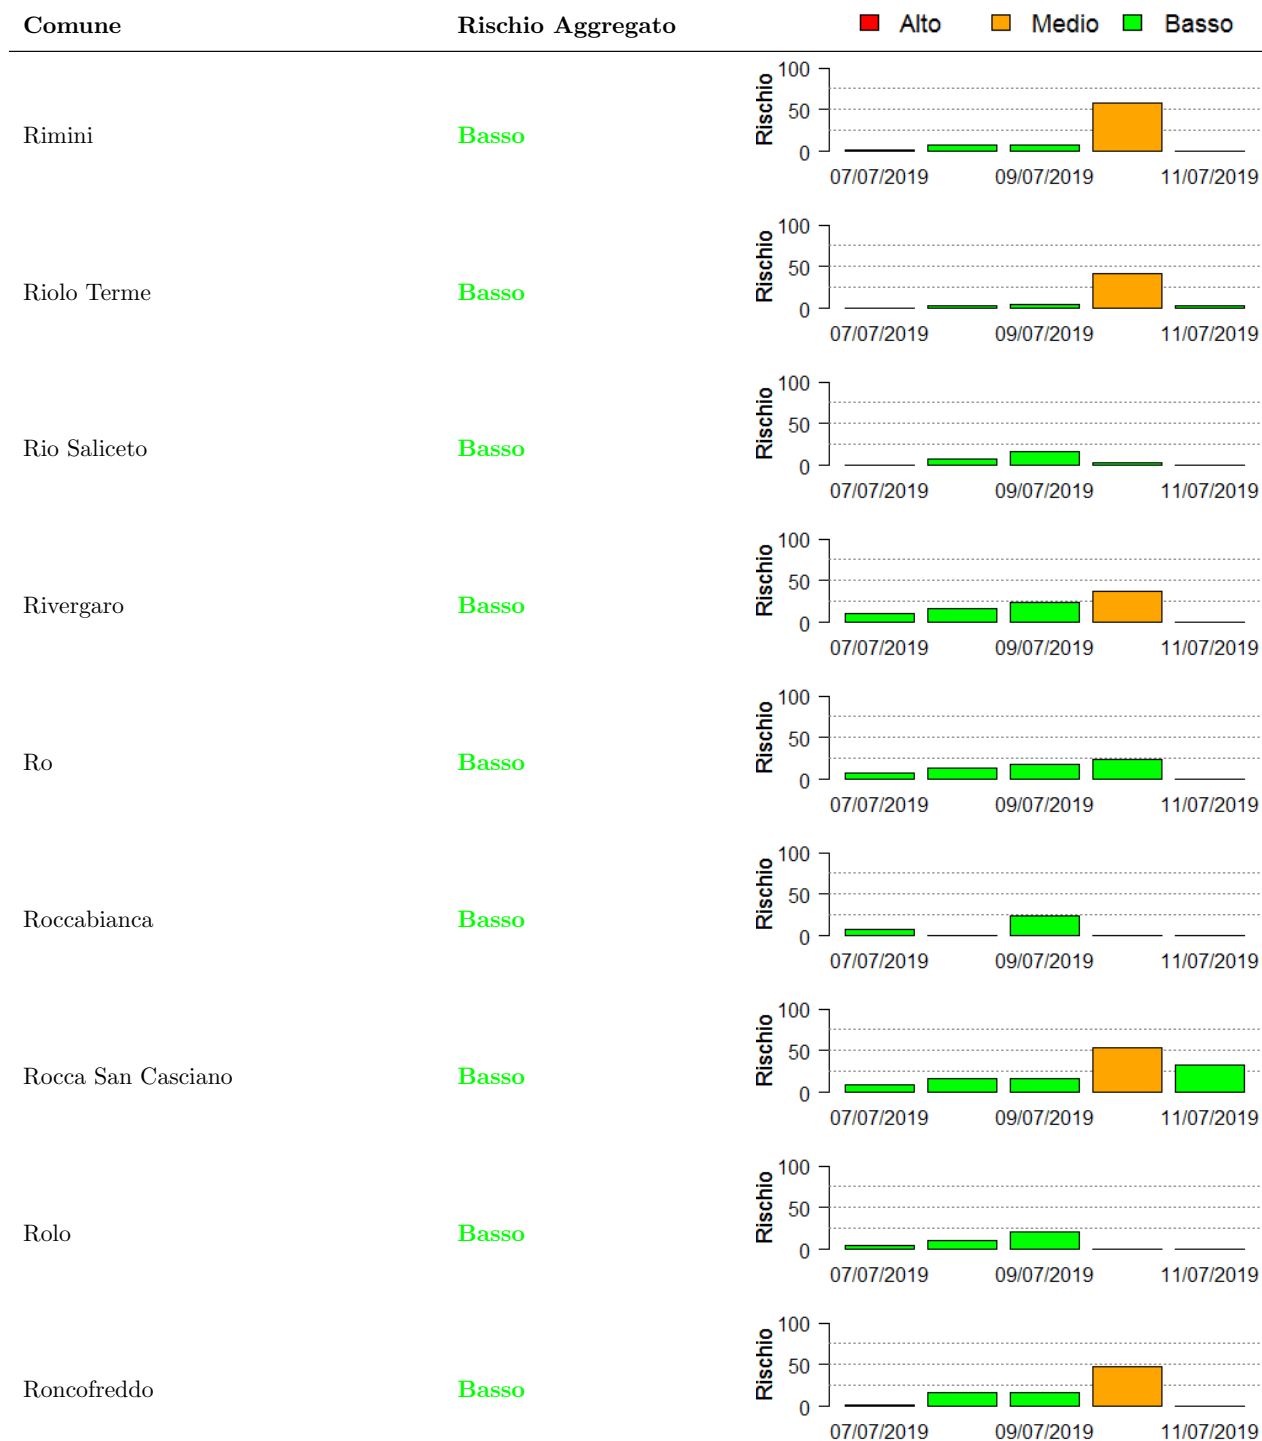 Comune Rischio Aggregato Alto Medio Basso
Rimini Basso Rischio 100 50 0
07/07/2019 09/07/2019 11/07/2019
Riolo Terme Basso Rischio 100 50 0
07/07/2019 09/07/2019 11/07/2019
Rio Saliceto Basso Rischio 100 50 0
07/07/2019 09/07/2019 11/07/2019
Rivergaro Basso Rischio 100 50 0
07/07/2019 09/07/2019 11/07/2019
Ro Basso Rischio 100 50 0
07/07/2019 09/07/2019 11/07/2019
Roccabianca Basso Rischio 100 50 0
07/07/2019 09/07/2019 11/07/2019
Rocca San Casciano Basso Rischio 100 50 0
07/07/2019 09/07/2019 11/07/2019
Rolo Basso Rischio 100 50 0
07/07/2019 09/07/2019 11/07/2019
Roncofreddo Basso Rischio 100 50 0
07/07/2019 09/07/2019 11/07/2019